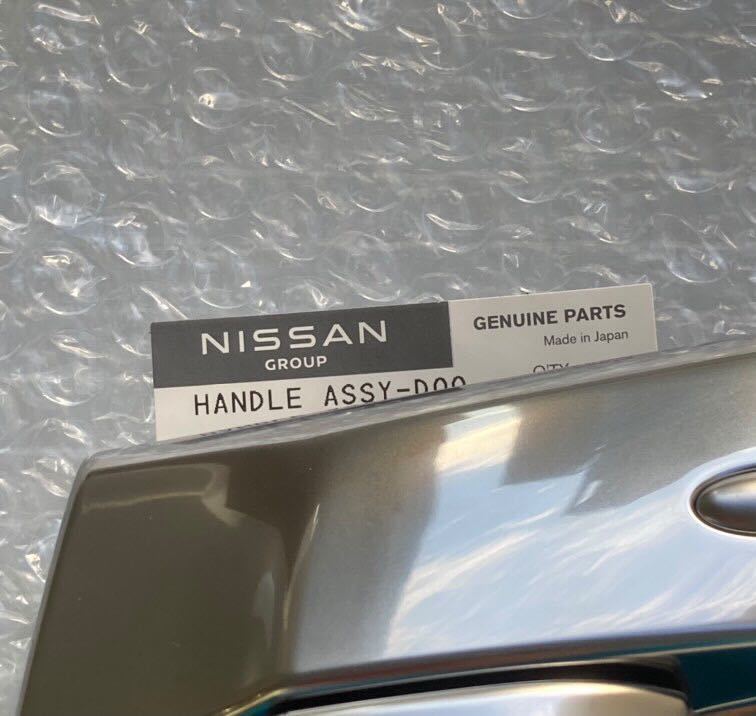 NISSAN
GROUP
GENUINE PARTS
Made in Japan
HANDLE ASSY-DOO